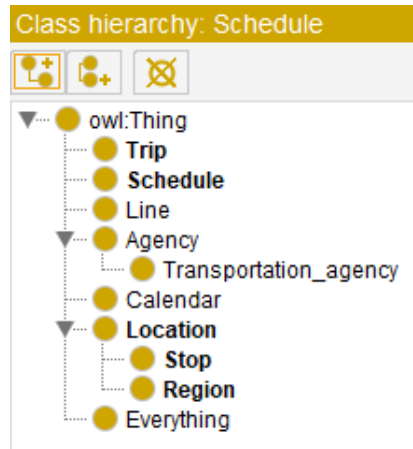 Class hierarchy: Schedule
owl:Thing
Trip
Schedule
Line
Agency
Transportation_agency
Calendar
Location
Stop
Region
Everything